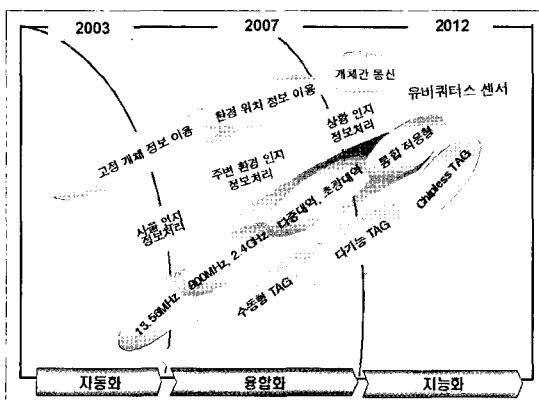 2003
2007
2012
개체간 통신
유비쿼터스 센서
환경 위치 정보 이용
고정 개체 정보 이용
상황 인지
정보처리
주변 환경 인지
정보처리
사물 인지
정보처리
13.56MHz
900MHz, 2.4GHz
다중대역, 초광대역
통합 적응형
수동형 TAG
다기능 TAG
Chipless TAG
자동화
융합화
지능화